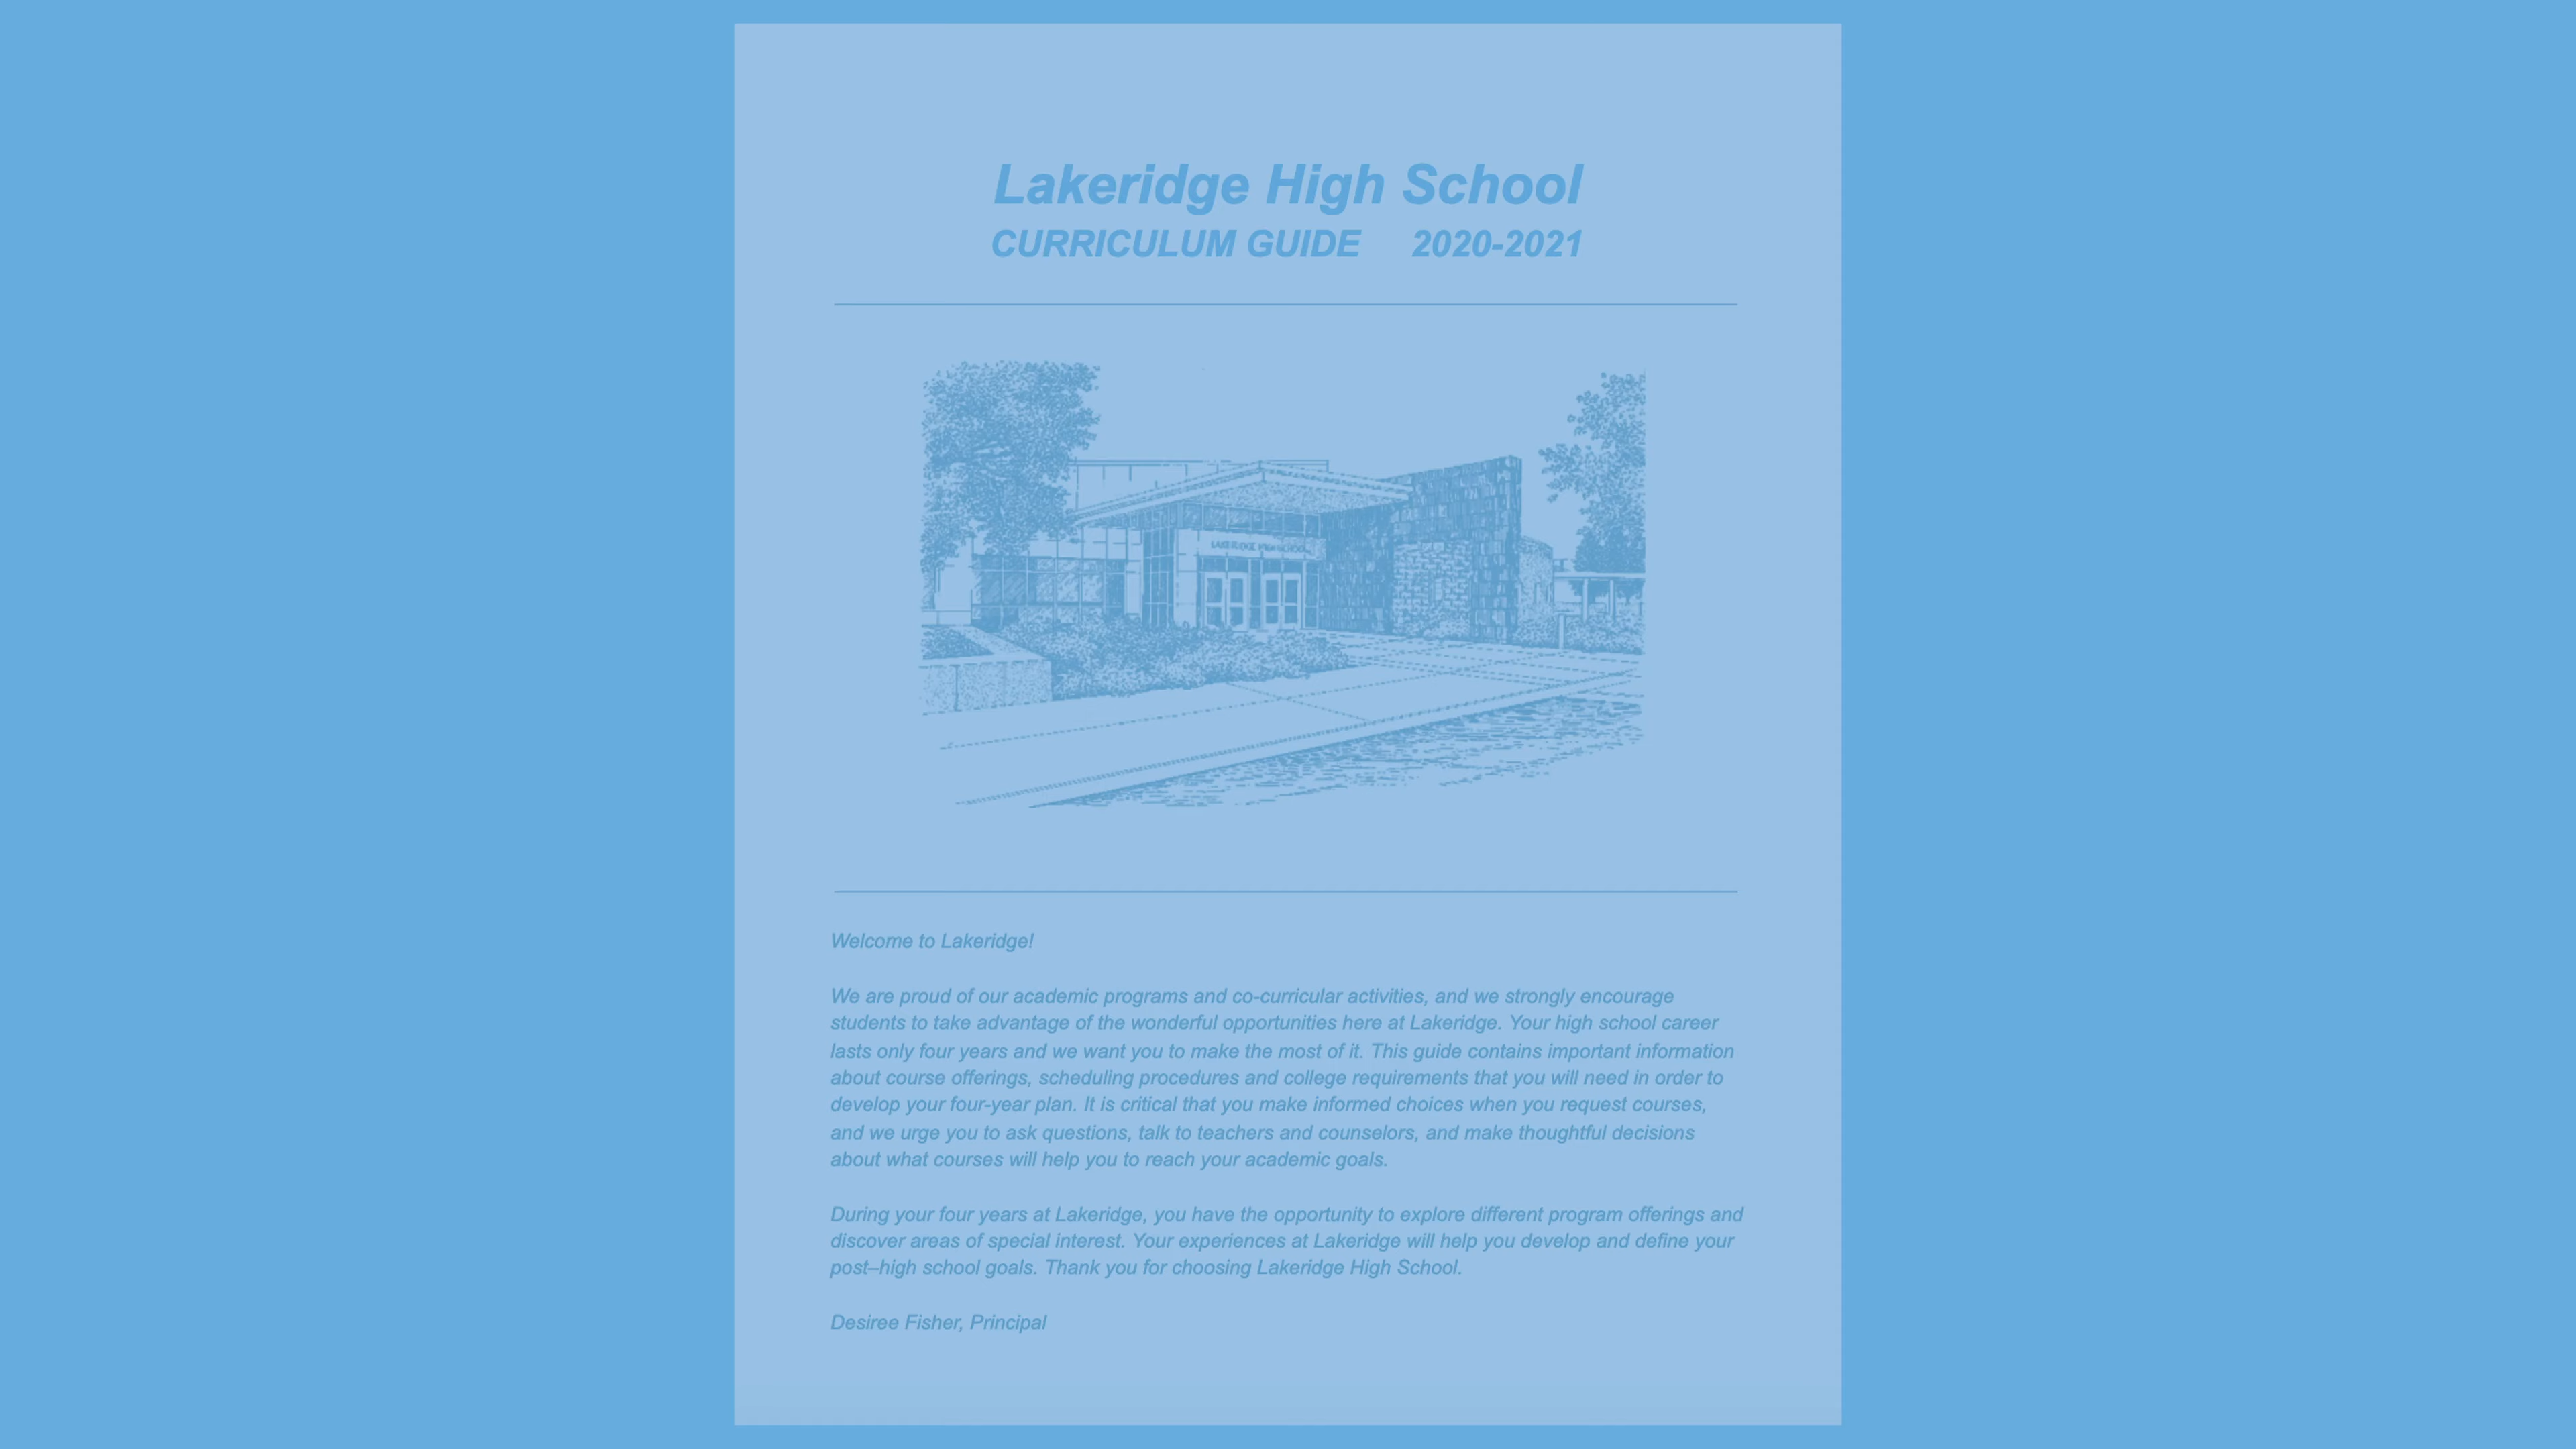 Lakeridge High School
CURRICULUM GUIDE 2020-2021
LAKERIDGE HIGH SCHOOL
Welcome to Lakeridge!
We are proud of our academic programs and co-curricular activities, and we strongly encourage
students to take advantage of the wonderful opportunities here at Lakeridge. Your high school career
lasts only four years and we want you to make the most of it. This guide contains important information
about course offerings, scheduling procedures and college requirements that you will need in order to
develop your four-year plan. It is critical that you make informed choices when you request courses,
and we urge you to ask questions, talk to teachers and counselors, and make thoughtful decisions
about what courses will help you to reach your academic goals.
During your four years at Lakeridge, you have the opportunity to explore different program offerings and
discover areas of special interest. Your experiences at Lakeridge will help you develop and define your
post–high school goals. Thank you for choosing Lakeridge High School.
Desiree Fisher, Principal